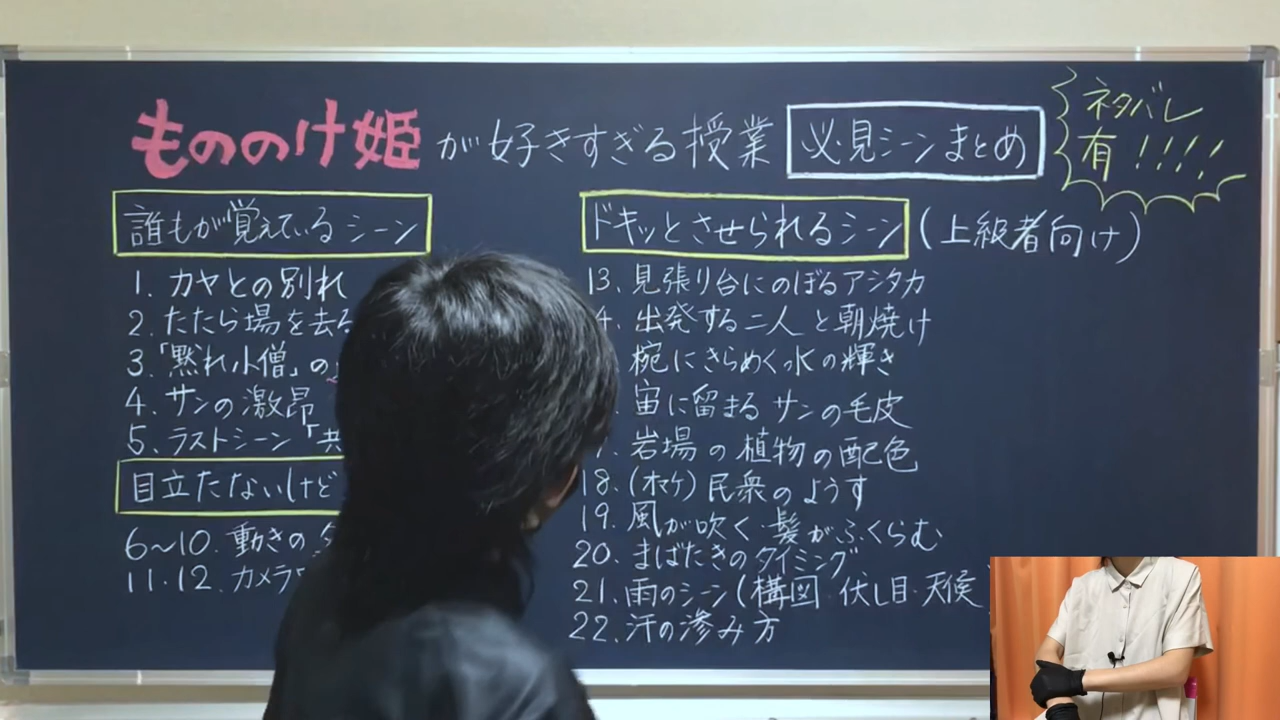 もののけ姫が好きすぎる授業 必見シーンまとめ
ネタバレ
有!!!!
誰もが覚えているシーン
1. カヤとの別れ
2. たたら場を去る
3.「黙れ小僧」の
4. サンの激昂
5. ラストシーン「共
目立たないけど
6~10. 動きの
11.12. カメラ
ドキッとさせられるシーン(上級者向け)
13. 見張り台にのぼるアシタカ
4. 出発する二人と朝焼け
椀にきらめく水の輝き
宙に留まるサンの毛皮
岩場の植物の配色
18. (オマケ) 民衆のようす
19. 風が吹く・髪がふくらむ
20. まばたきのタイミング
21. 雨のシーン(構図・伏し目・天候)
22. 汗の滲み方